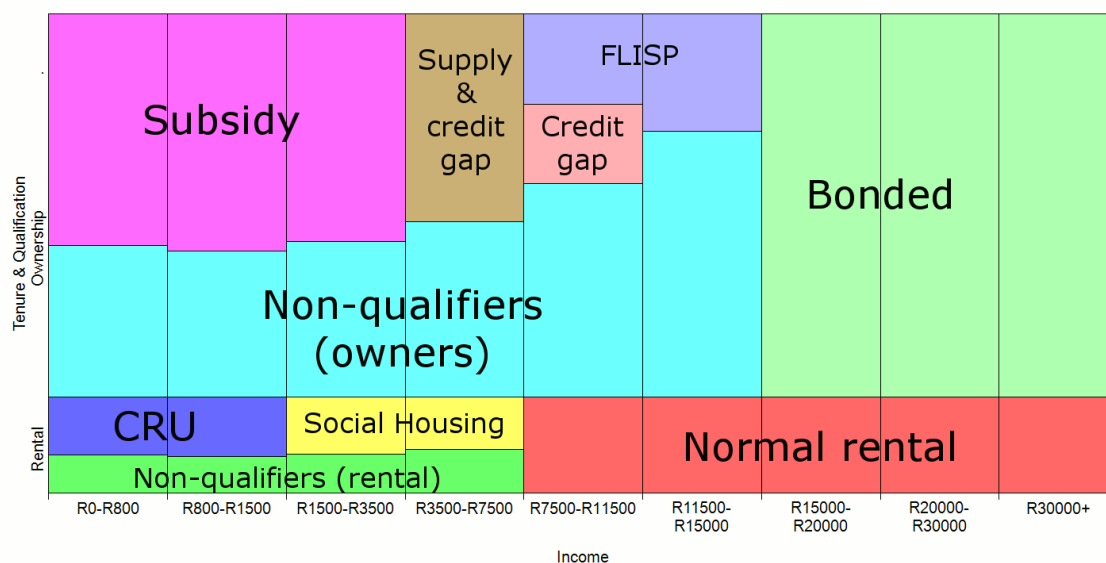 Supply
&
credit
gap
FLISP
Subsidy
Credit
gap
Bonded
Non-qualifiers
(owners)
CRU
Social Housing
Normal rental
Non-qualifiers (rental)
Tenure & Qualification
Ownership
Rental
R0-R800
R800-R1500
R1500-R3500
R3500-R7500
R7500-R11500
R11500-
R15000
R15000-
R20000
R20000-
R30000
R30000+
Income